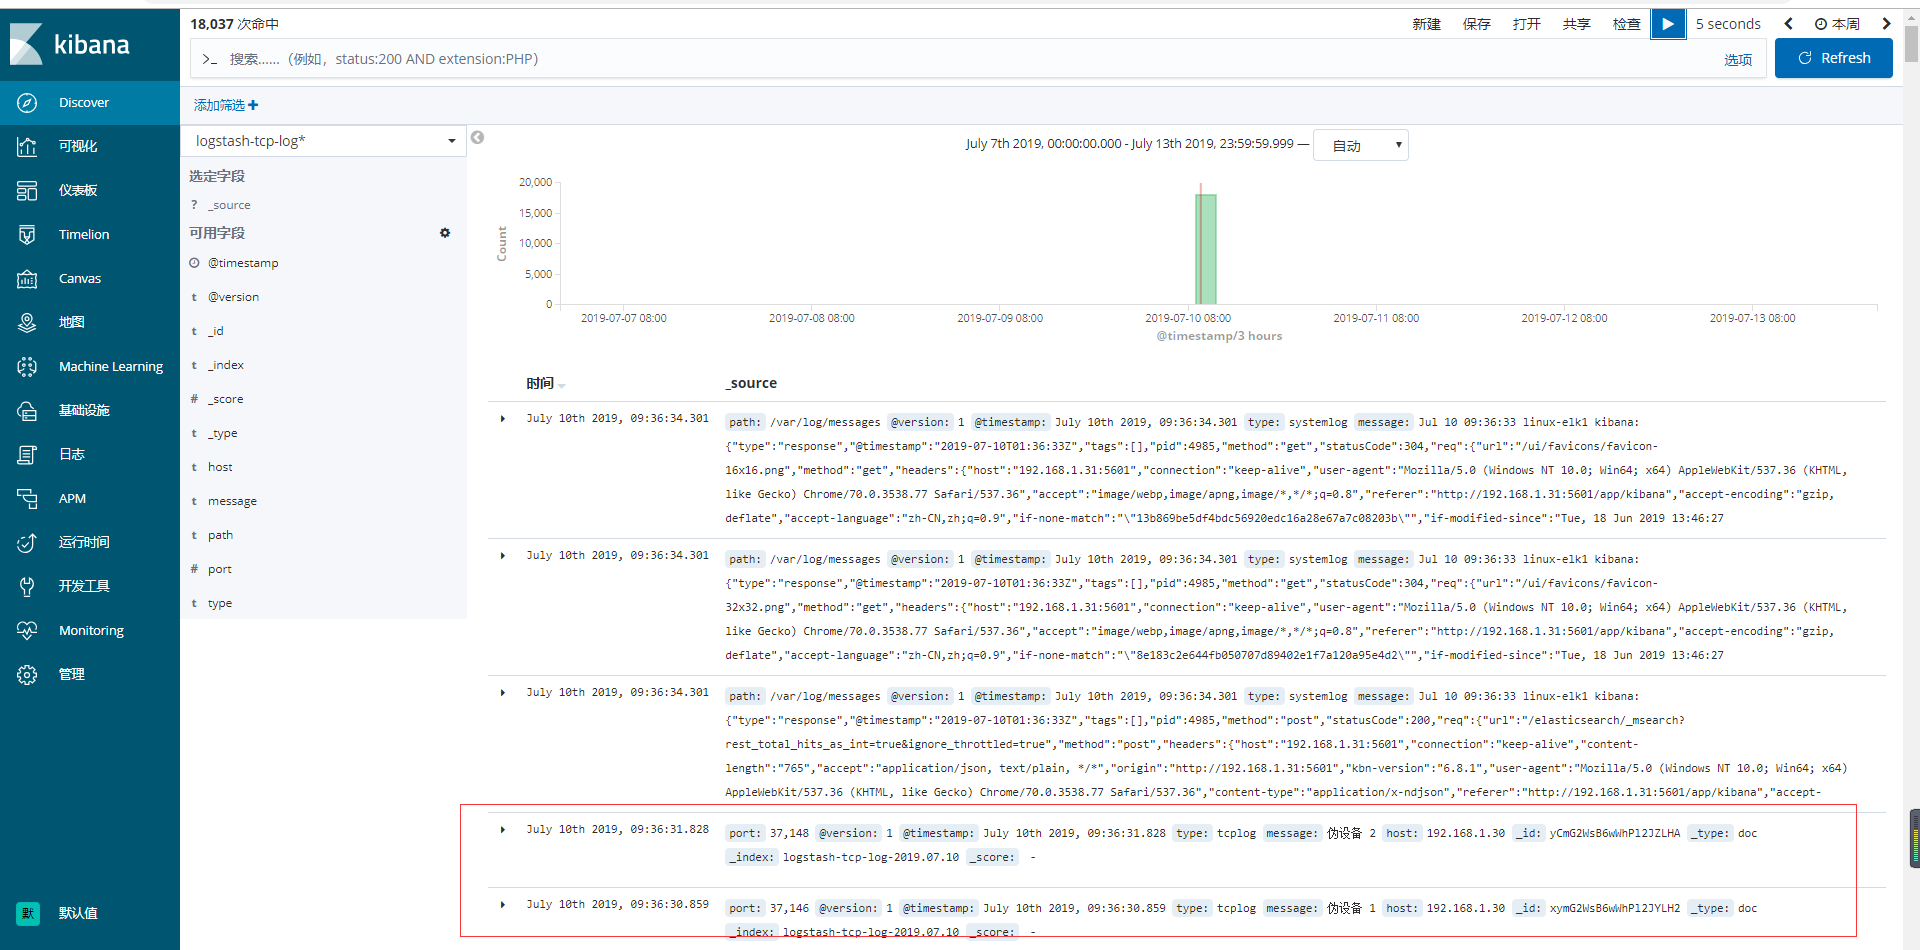 18,037 次命中
新建 保存 打开 共享 检查 5 seconds 本周
kibana
>_ 搜索...... (例如，status:200 AND extension:PHP)
选项
Refresh
Discover
可视化
仪表板
Timelion
Canvas
地图
Machine Learning
基础设施
日志
APM
运行时间
开发工具
Monitoring
管理
默 默认值
添加筛选
logstash-tcp-log*
选定字段
? _source
可用字段
@timestamp
t @version
t _id
t _index
# _score
t _type
t host
t message
t path
# port
t type
July 7th 2019, 00:00:00.000 - July 13th 2019, 23:59:59.999 — 自动
Count
20,000
15,000
10,000
5,000
0
2019-07-07 08:00 2019-07-08 08:00 2019-07-09 08:00 2019-07-10 08:00 2019-07-11 08:00 2019-07-12 08:00 2019-07-13 08:00
@timestamp/3 hours
时间 _source
July 10th 2019, 09:36:34.301 path: /var/log/messages @version: 1 @timestamp: July 10th 2019, 09:36:34.301 type: systemlog message: Jul 10 09:36:33 linux-elk1 kibana:
{"type":"response","@timestamp":"2019-07-10T01:36:33Z","tags":[],"pid":4985,"method":"get","statusCode":304,"req":{"url":"/ui/favicons/favicon-
16x16.png","method":"get","headers":{"host":"192.168.1.31:5601","connection":"keep-alive","user-agent":"Mozilla/5.0 (Windows NT 10.0; Win64; x64) AppleWebKit/537.36 (KHTML,
like Gecko) Chrome/70.0.3538.77 Safari/537.36","accept":"image/webp,image/apng,image/*,*/*;q=0.8","referer":"http://192.168.1.31:5601/app/kibana","accept-encoding":"gzip,
deflate","accept-language":"zh-CN,zh;q=0.9","if-none-match":"\"13b869be5df4bdc56920edc16a28e67a7c08203b\"","if-modified-since":"Tue, 18 Jun 2019 13:46:27
July 10th 2019, 09:36:34.301 path: /var/log/messages @version: 1 @timestamp: July 10th 2019, 09:36:34.301 type: systemlog message: Jul 10 09:36:33 linux-elk1 kibana:
{"type":"response","@timestamp":"2019-07-10T01:36:33Z","tags":[],"pid":4985,"method":"get","statusCode":304,"req":{"url":"/ui/favicons/favicon-
32x32.png","method":"get","headers":{"host":"192.168.1.31:5601","connection":"keep-alive","user-agent":"Mozilla/5.0 (Windows NT 10.0; Win64; x64) AppleWebKit/537.36 (KHTML,
like Gecko) Chrome/70.0.3538.77 Safari/537.36","accept":"image/webp,image/apng,image/*,*/*;q=0.8","referer":"http://192.168.1.31:5601/app/kibana","accept-encoding":"gzip,
deflate","accept-language":"zh-CN,zh;q=0.9","if-none-match":"\"8e183c2e644fb050707d89402e1f7a120a95e4d2\"","if-modified-since":"Tue, 18 Jun 2019 13:46:27
July 10th 2019, 09:36:34.301 path: /var/log/messages @version: 1 @timestamp: July 10th 2019, 09:36:34.301 type: systemlog message: Jul 10 09:36:33 linux-elk1 kibana:
{"type":"response","@timestamp":"2019-07-10T01:36:33Z","tags":[],"pid":4985,"method":"post","statusCode":200,"req":{"url":"/elasticsearch/_msearch?
rest_total_hits_as_int=true&ignore_throttled=true","method":"post","headers":{"host":"192.168.1.31:5601","connection":"keep-alive","content-
length":"765","accept":"application/json, text/plain, */*","origin":"http://192.168.1.31:5601","kbn-version":"6.8.1","user-agent":"Mozilla/5.0 (Windows NT 10.0; Win64; x64)
AppleWebKit/537.36 (KHTML, like Gecko) Chrome/70.0.3538.77 Safari/537.36","content-type":"application/x-ndjson","referer":"http://192.168.1.31:5601/app/kibana","accept-
July 10th 2019, 09:36:31.828 port: 37,148 @version: 1 @timestamp: July 10th 2019, 09:36:31.828 type: tcplog message: 伪设备 2 host: 192.168.1.30 _id: yCmG2WsB6wWhPl2JZLHA _type: doc
_index: logstash-tcp-log-2019.07.10 _score: -
July 10th 2019, 09:36:30.859 port: 37,146 @version: 1 @timestamp: July 10th 2019, 09:36:30.859 type: tcplog message: 伪设备 1 host: 192.168.1.30 _id: xymG2WsB6wWhPl2JYLH2 _type: doc
_index: logstash-tcp-log-2019.07.10 _score: -